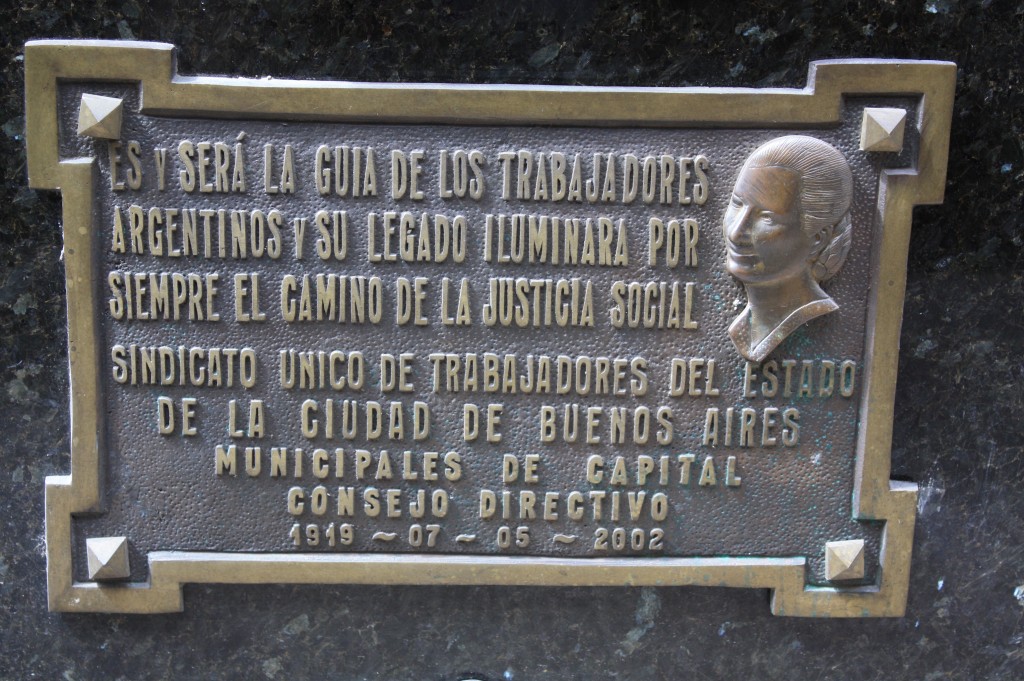 ES Y SERÁ LA GUIA DE LOS TRABAJADORES
ARGENTINOS Y SU LEGADO ILUMINARA POR
SIEMPRE EL CAMINO DE LA JUSTICIA SOCIAL
SINDICATO UNICO DE TRABAJADORES DEL ESTADO
DE LA CIUDAD DE BUENOS AIRES
MUNICIPALES DE CAPITAL
CONSEJO DIRECTIVO
1919 ~ 07 ~ 05 ~ 2002